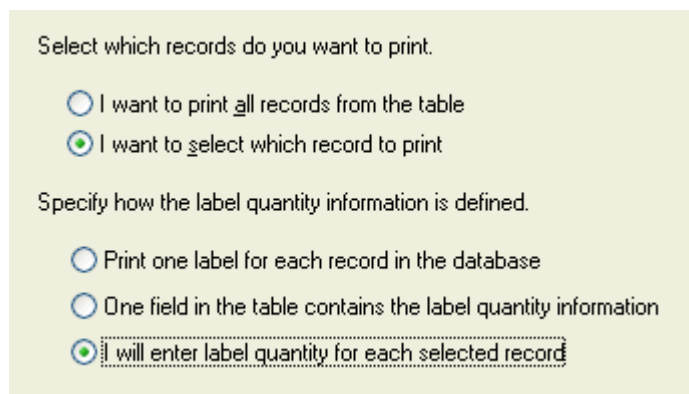 Select which records do you want to print.
I want to print all records from the table
I want to select which record to print
Specify how the label quantity information is defined.
Print one label for each record in the database
One field in the table contains the label quantity information
I will enter label quantity for each selected record